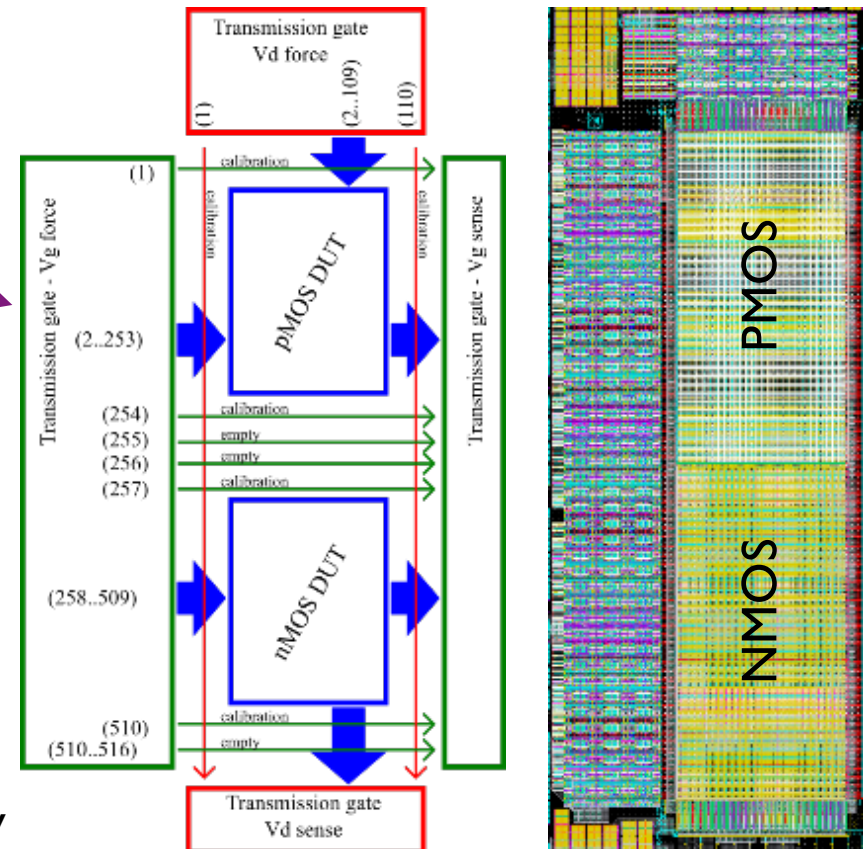 Transmission gate
Vd force
(1)
(2..109)
(110)
calibration
(1)
calibration
calibration
Transmission gate - Vg force
Transmission gate - Vg sense
pMOS DUT
(2..253)
(254)
calibration
(255)
empty
(256)
empty
(257)
calibration
nMOS DUT
(258..509)
(510)
calibration
(510..516)
empty
Transmission gate
Vd sense
PMOS
NMOS